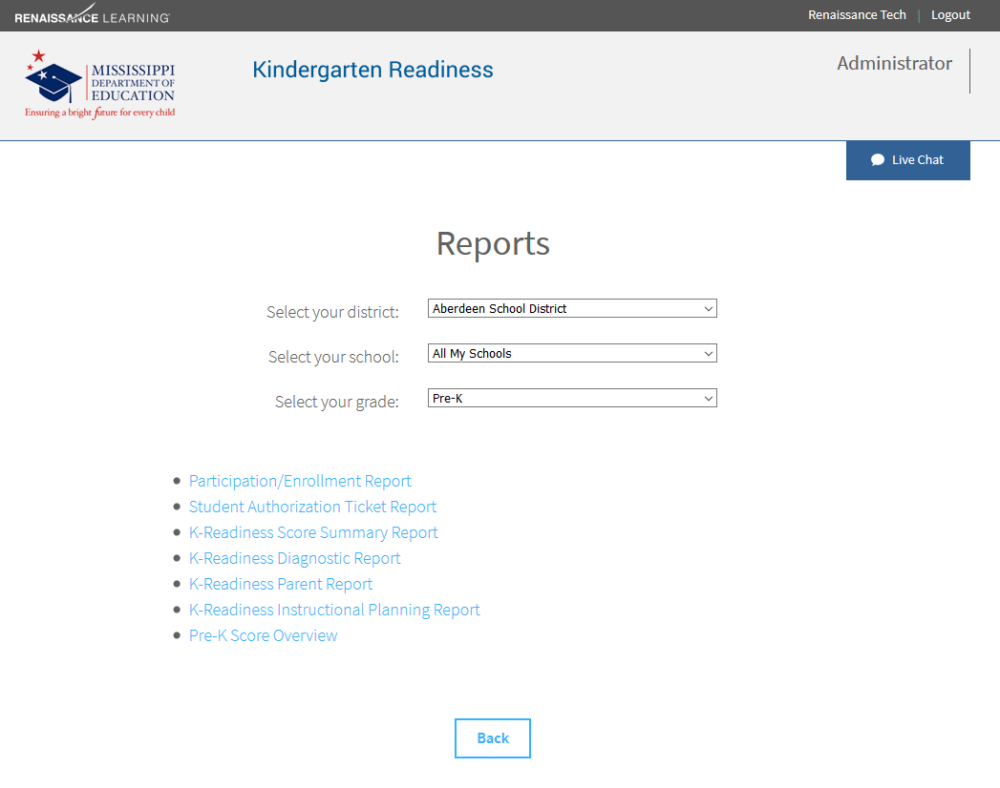 RENAISSANCE LEARNING
Renaissance Tech | Logout
MISSISSIPPI
DEPARTMENT OF
EDUCATION
Ensuring a bright future for every child
Kindergarten Readiness
Administrator
Live Chat
Reports
Select your district: Aberdeen School District
Select your school: All My Schools
Select your grade: Pre-K
Participation/Enrollment Report
Student Authorization Ticket Report
K-Readiness Score Summary Report
K-Readiness Diagnostic Report
K-Readiness Parent Report
K-Readiness Instructional Planning Report
Pre-K Score Overview
Back